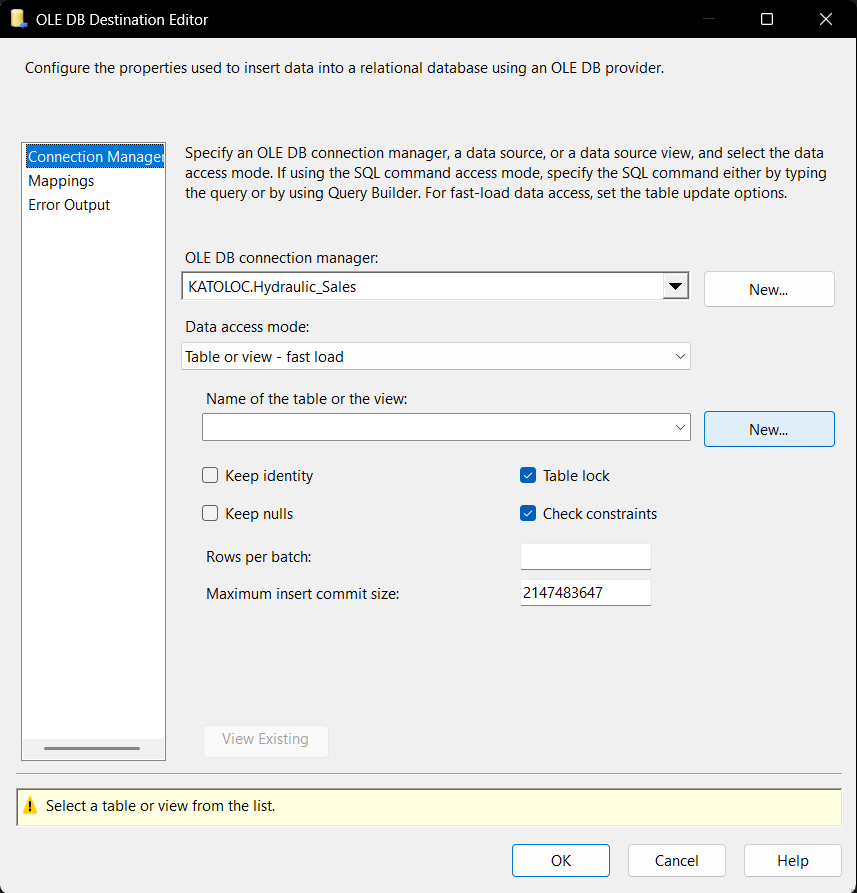 OLE DB Destination Editor
Configure the properties used to insert data into a relational database using an OLE DB provider.
Connection Manager
Mappings
Error Output
Specify an OLE DB connection manager, a data source, or a data source view, and select the data
access mode. If using the SQL command access mode, specify the SQL command either by typing
the query or by using Query Builder. For fast-load data access, set the table update options.
OLE DB connection manager:
KATOLOC.Hydraulic_Sales
New...
Data access mode:
Table or view - fast load
Name of the table or the view:
New...
Keep identity
Table lock
Keep nulls
Check constraints
Rows per batch:
Maximum insert commit size:
2147483647
View Existing
Select a table or view from the list.
OK
Cancel
Help